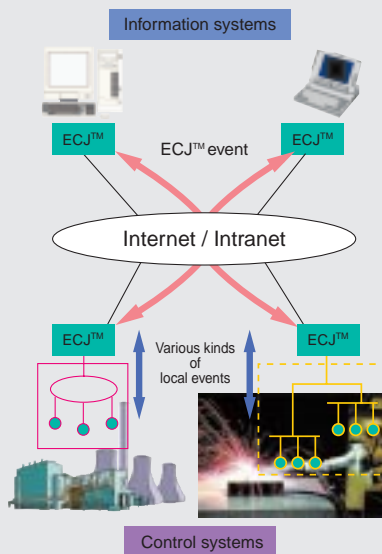 Information systems
ECJ™
ECJ™
ECJ™ event
Internet / Intranet
ECJ™
ECJ™
Various kinds
of
local events
Control systems